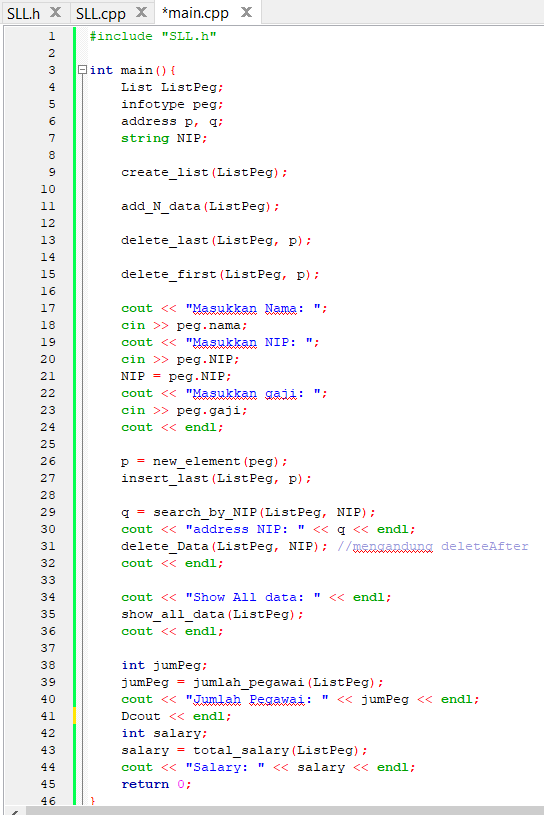 SLL.h X SLL.cpp X *main.cpp X
1 #include "SLL.h"
2
3 int main(){
4 List ListPeg;
5 infotype peg;
6 address p, q;
7 string NIP;
8
9 create_list(ListPeg);
10
11 add_N_data(ListPeg);
12
13 delete_last(ListPeg, p);
14
15 delete_first(ListPeg, p);
16
17 cout << "Masukkan Nama: ";
18 cin >> peg.nama;
19 cout << "Masukkan NIP: ";
20 cin >> peg.NIP;
21 NIP = peg.NIP;
22 cout << "Masukkan gaji: ";
23 cin >> peg.gaji;
24 cout << endl;
25
26 p = new_element(peg);
27 insert_last(ListPeg, p);
28
29 q = search_by_NIP(ListPeg, NIP);
30 cout << "address NIP: " << q << endl;
31 delete_Data(ListPeg, NIP); //mengandung deleteAfter
32 cout << endl;
33
34 cout << "Show All data: " << endl;
35 show_all_data(ListPeg);
36 cout << endl;
37
38 int jumPeg;
39 jumPeg = jumlah_pegawai(ListPeg);
40 cout << "Jumlah Pegawai: " << jumPeg << endl;
41 Dcout << endl;
42 int salary;
43 salary = total_salary(ListPeg);
44 cout << "Salary: " << salary << endl;
45 return 0;
46 }